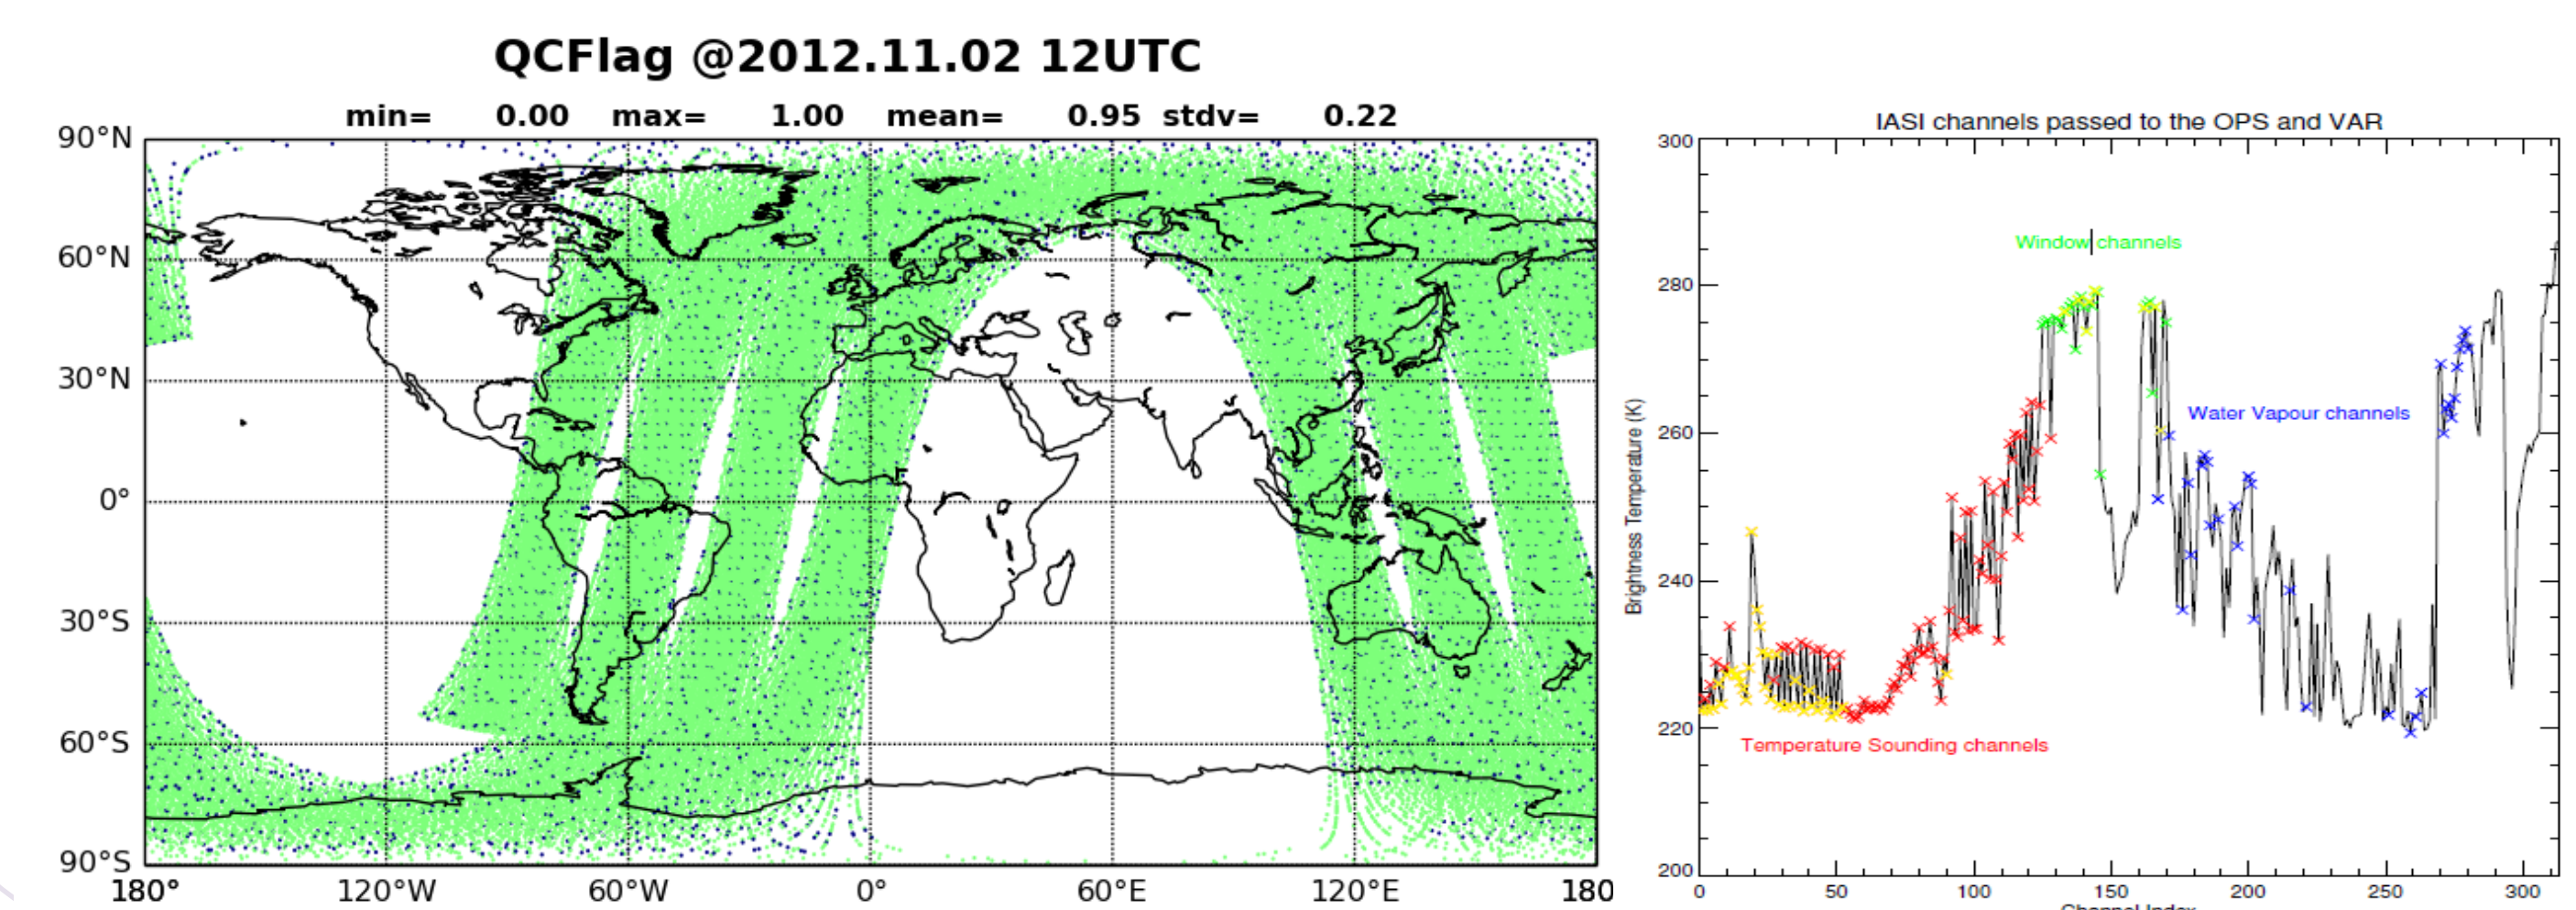 QCFlag @2012.11.02 12UTC
min= 0.00 max= 1.00 mean= 0.95 stdv= 0.22
90°N
60°N
30°N
0°
30°S
60°S
90°S
180° 120°W 60°W 0° 60°E 120°E 180
IASI channels passed to the OPS and VAR
Brightness Temperature (K)
300
280
260
240
220
200
Window channels
Water Vapour channels
Temperature Sounding channels
0 50 100 150 200 250 300
Channel Index